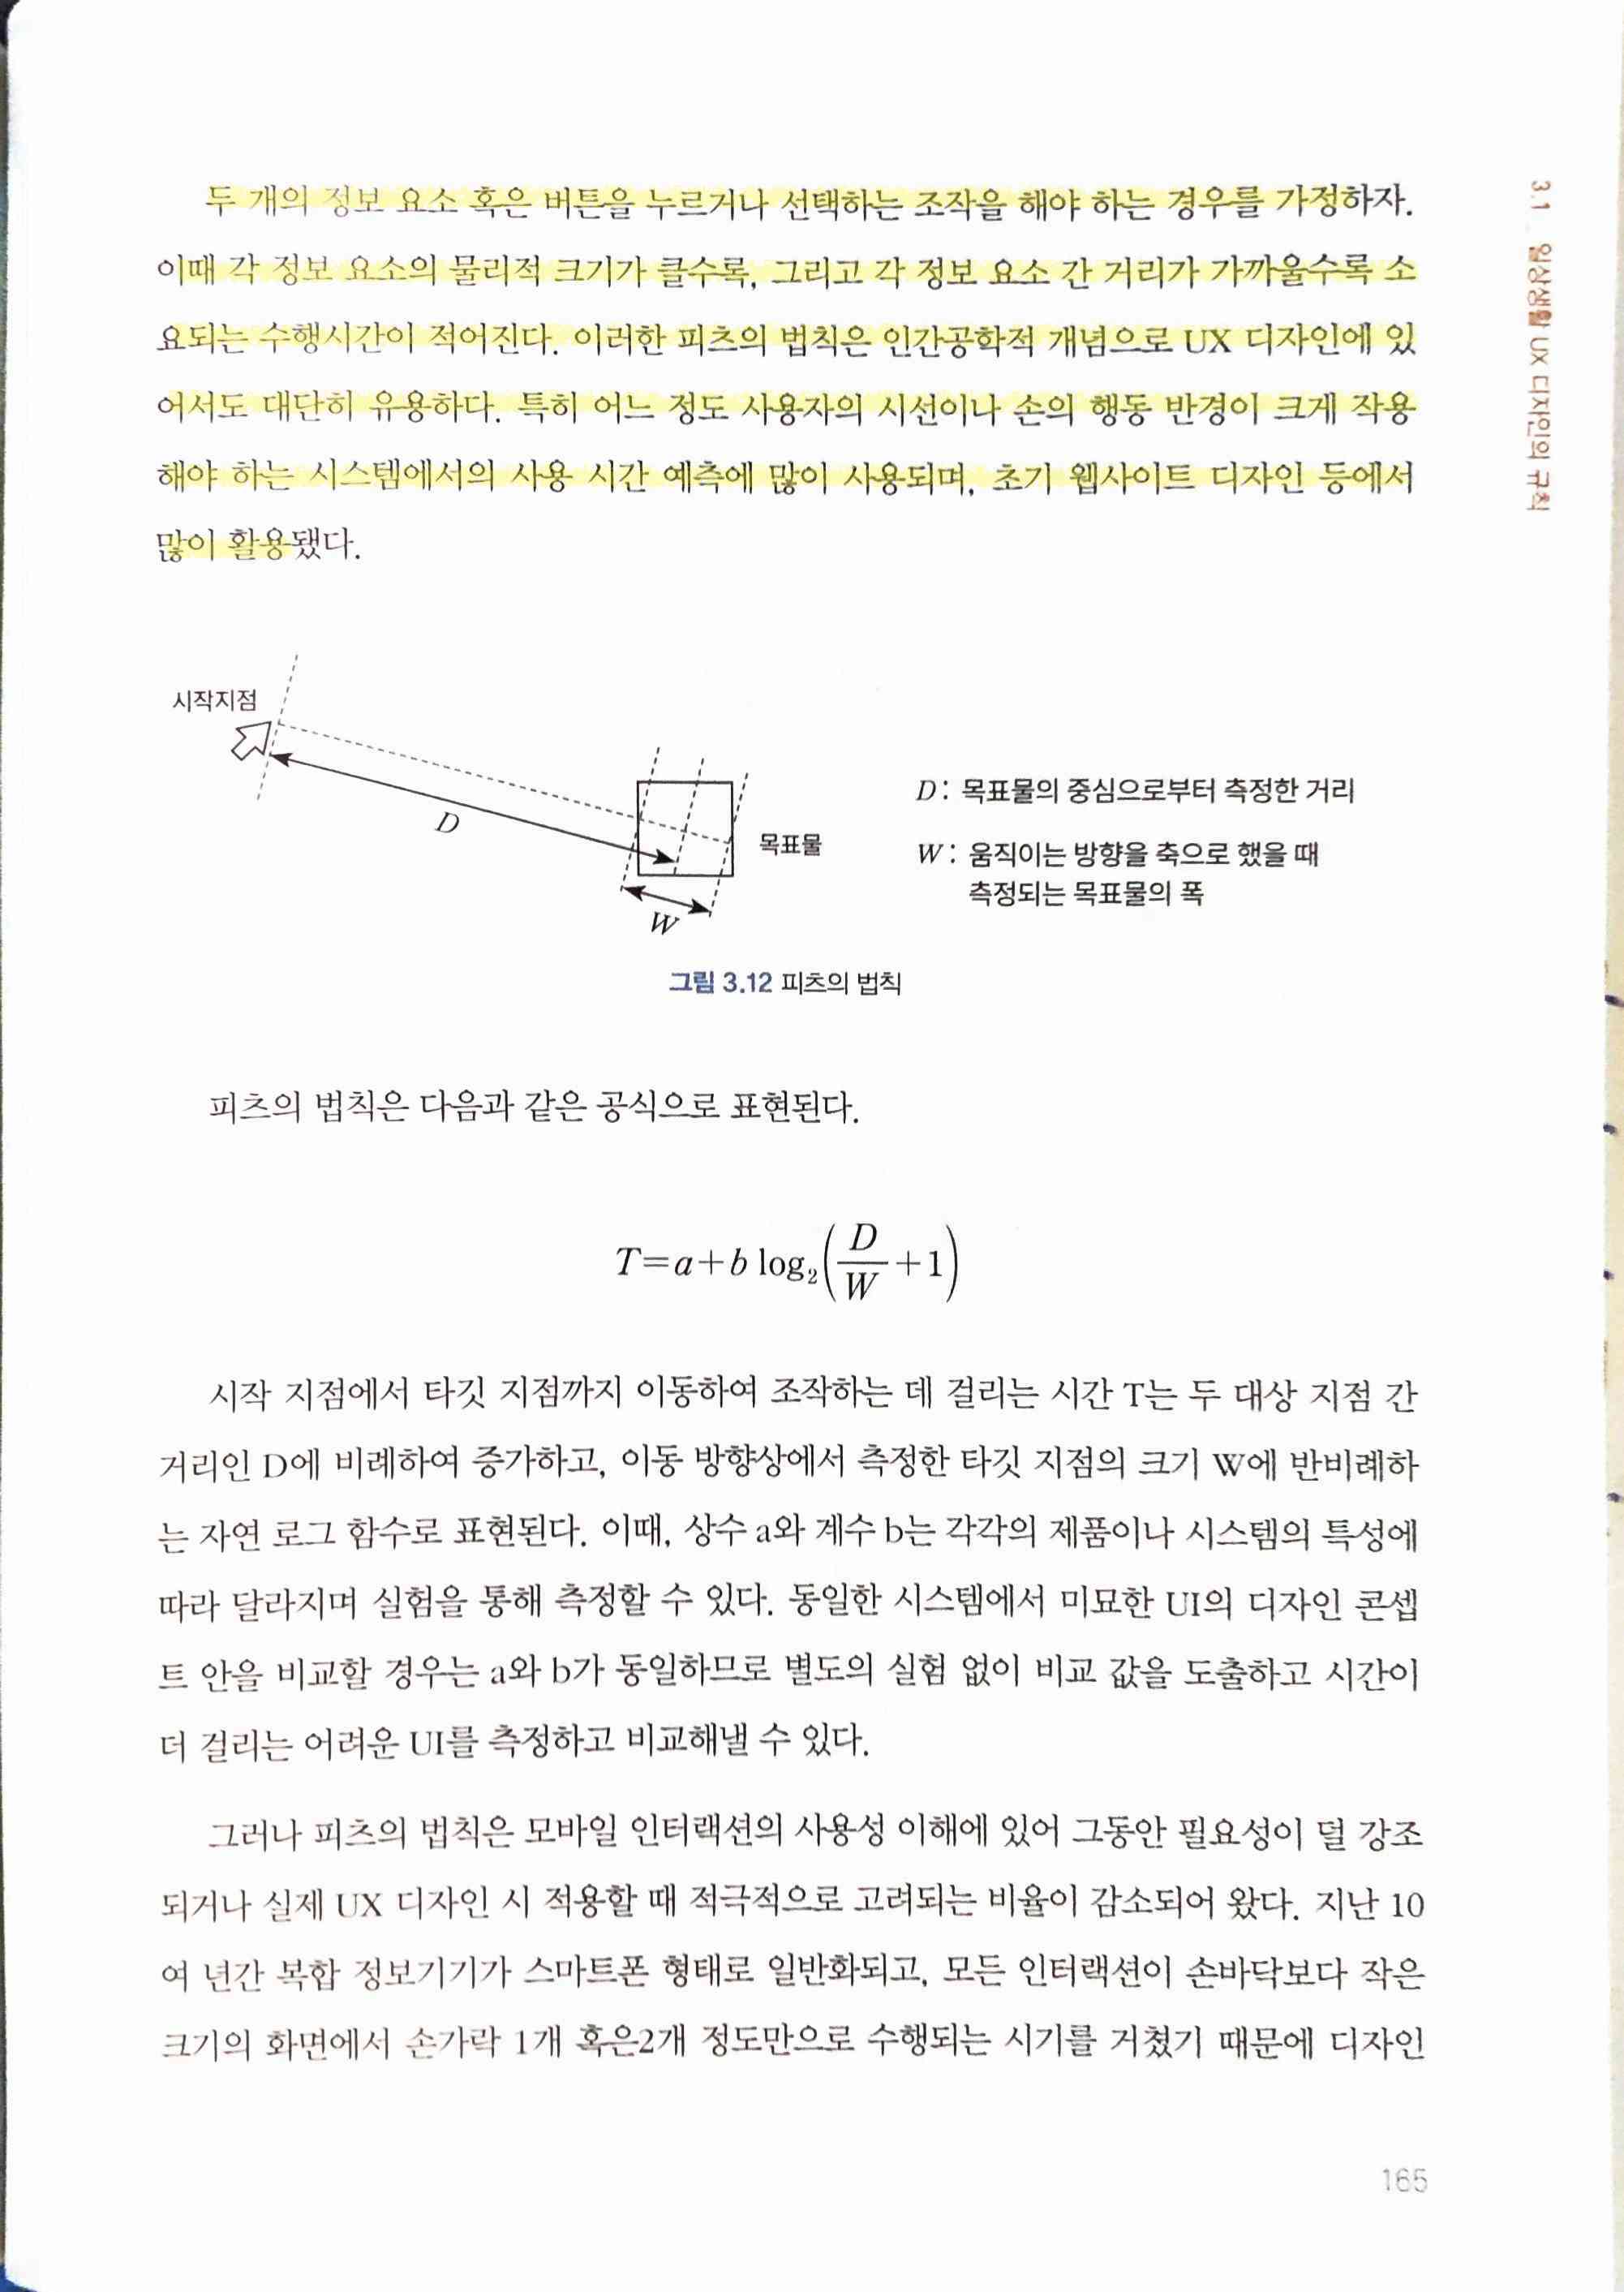 3.1 일상생활 UX 디자인의 규칙
두 개의 정보 요소 혹은 버튼을 누르거나 선택하는 조작을 해야 하는 경우를 가정하자.
이때 각 정보 요소의 물리적 크기가 클수록, 그리고 각 정보 요소 간 거리가 가까울수록 소
요되는 수행시간이 적어진다. 이러한 피츠의 법칙은 인간공학적 개념으로 UX 디자인에 있
어서도 대단히 유용하다. 특히 어느 정도 사용자의 시선이나 손의 행동 반경이 크게 작용
해야 하는 시스템에서의 사용 시간 예측에 많이 사용되며, 초기 웹사이트 디자인 등에서
많이 활용됐다.
시작지점
D
W
목표물
D : 목표물의 중심으로부터 측정한 거리
W : 움직이는 방향을 축으로 했을 때
측정되는 목표물의 폭
그림 3.12 피츠의 법칙
피츠의 법칙은 다음과 같은 공식으로 표현된다.
T=a+b log₂(D/W+1)
시작 지점에서 타깃 지점까지 이동하여 조작하는 데 걸리는 시간 T는 두 대상 지점 간
거리인 D에 비례하여 증가하고, 이동 방향상에서 측정한 타깃 지점의 크기 W에 반비례하
는 자연 로그 함수로 표현된다. 이때, 상수 a와 계수 b는 각각의 제품이나 시스템의 특성에
따라 달라지며 실험을 통해 측정할 수 있다. 동일한 시스템에서 미묘한 UI의 디자인 콘셉
트 안을 비교할 경우는 a와 b가 동일하므로 별도의 실험 없이 비교 값을 도출하고 시간이
더 걸리는 어려운 UI를 측정하고 비교해낼 수 있다.
그러나 피츠의 법칙은 모바일 인터랙션의 사용성 이해에 있어 그동안 필요성이 덜 강조
되거나 실제 UX 디자인 시 적용할 때 적극적으로 고려되는 비율이 감소되어 왔다. 지난 10
여 년간 복합 정보기기가 스마트폰 형태로 일반화되고, 모든 인터랙션이 손바닥보다 작은
크기의 화면에서 손가락 1개 혹은2개 정도만으로 수행되는 시기를 거쳤기 때문에 디자인
165